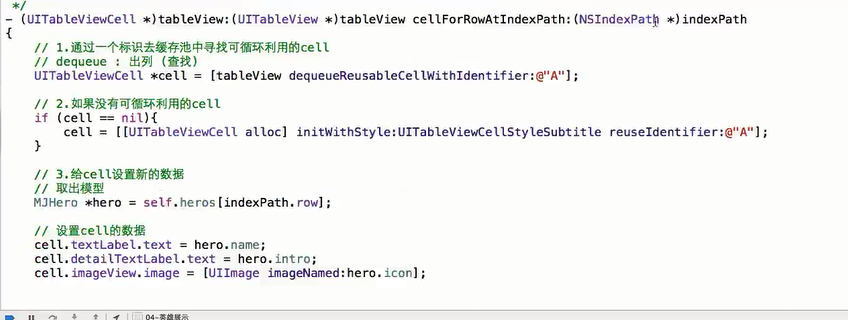 */
- (UITableViewCell *)tableView:(UITableView *)tableView cellForRowAtIndexPath:(NSIndexPath *)indexPath
{
// 1.通过一个标识去缓存池中寻找可循环利用的cell
// dequeue : 出列 (查找)
UITableViewCell *cell = [tableView dequeueReusableCellWithIdentifier:@"A"];
// 2.如果没有可循环利用的cell
if (cell == nil){
cell = [[UITableViewCell alloc] initWithStyle:UITableViewCellStyleSubtitle reuseIdentifier:@"A"];
}
// 3.给cell设置新的数据
// 取出模型
MJHero *hero = self.heros[indexPath.row];
// 设置cell的数据
cell.textLabel.text = hero.name;
cell.detailTextLabel.text = hero.intro;
cell.imageView.image = [UIImage imageNamed:hero.icon];
04-英雄展示